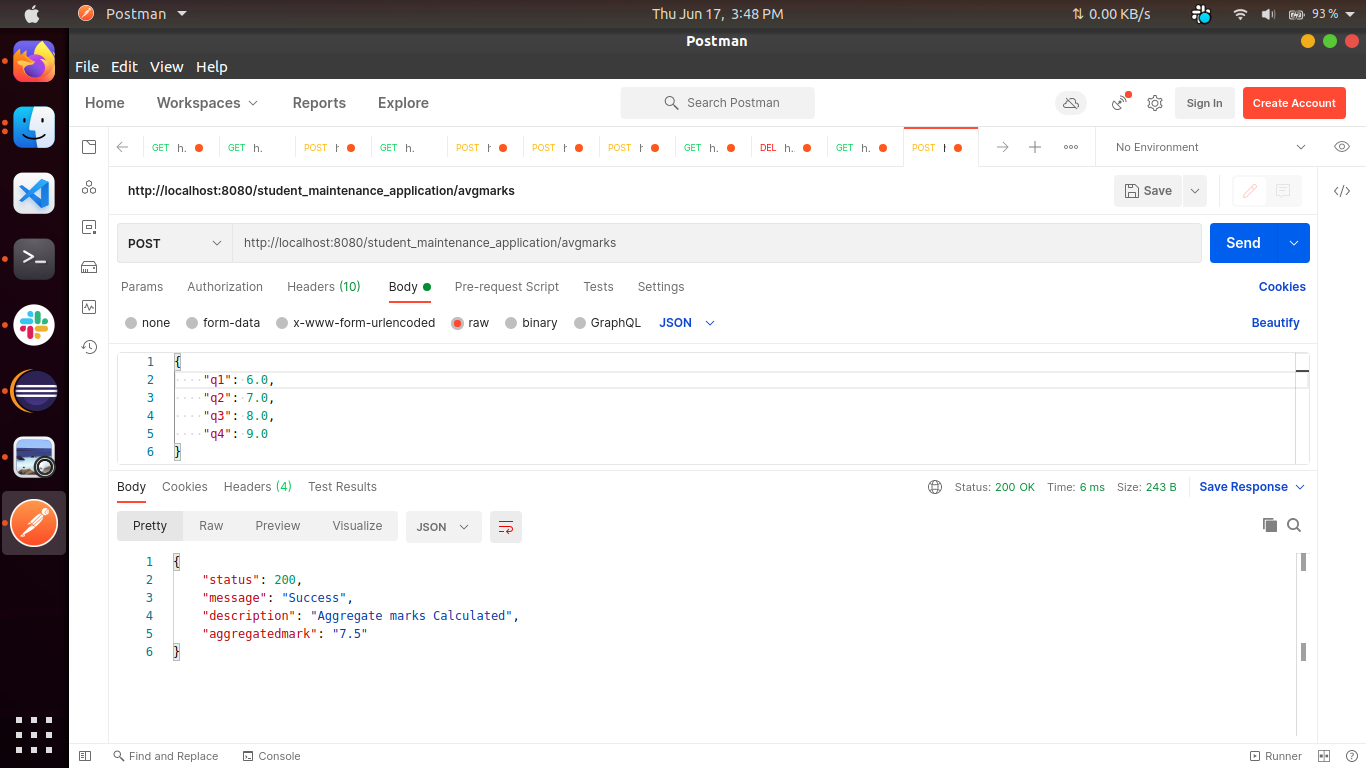 Postman
Thu Jun 17, 3:48 PM
0.00 KB/s
93 %
Postman
File Edit View Help
Home Workspaces Reports Explore
Search Postman
Sign In
Create Account
GET h.
GET h.
POST
GET h.
POST
POST
POST
GET h.
DEL h..
GET h.
POST
No Environment
http://localhost:8080/student_maintenance_application/avgmarks
Save
POST
http://localhost:8080/student_maintenance_application/avgmarks
Send
Params Authorization Headers (10) Body Pre-request Script Tests Settings
Cookies
none form-data x-www-form-urlencoded raw binary GraphQL JSON
Beautify
1 {
2 "q1": 6.0,
3 "q2": 7.0,
4 "q3": 8.0,
5 "q4": 9.0
6 }
Body Cookies Headers (4) Test Results
Status: 200 OK Time: 6 ms Size: 243 B
Save Response
Pretty Raw Preview Visualize JSON
1 {
2 "status": 200,
3 "message": "Success",
4 "description": "Aggregate marks Calculated",
5 "aggregatedmark": "7.5"
6 }
Find and Replace
Console
Runner